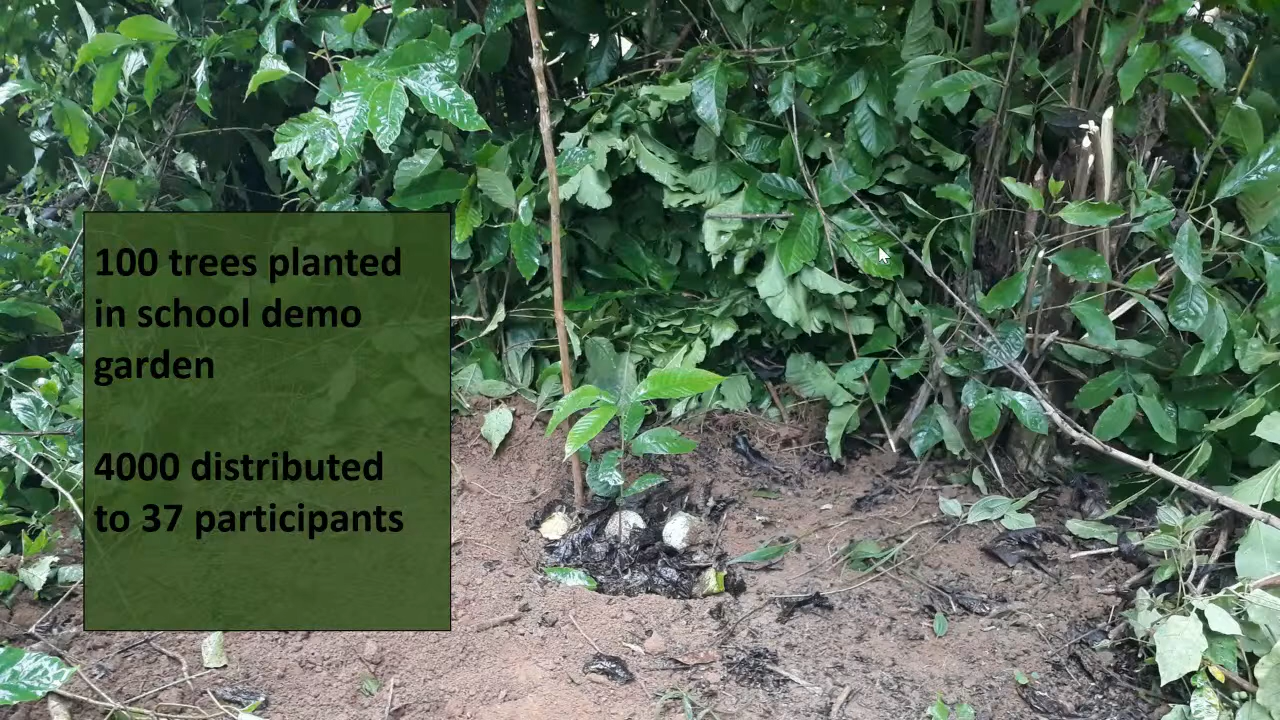 100 trees planted
in school demo
garden
4000 distributed
to 37 participants